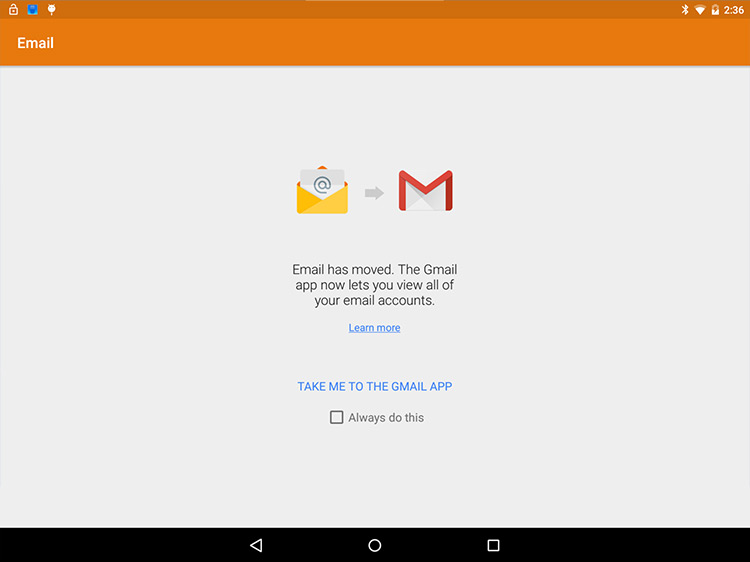 2:36
Email
@
Email has moved. The Gmail
app now lets you view all of
your email accounts.
Learn more
TAKE ME TO THE GMAIL APP
Always do this